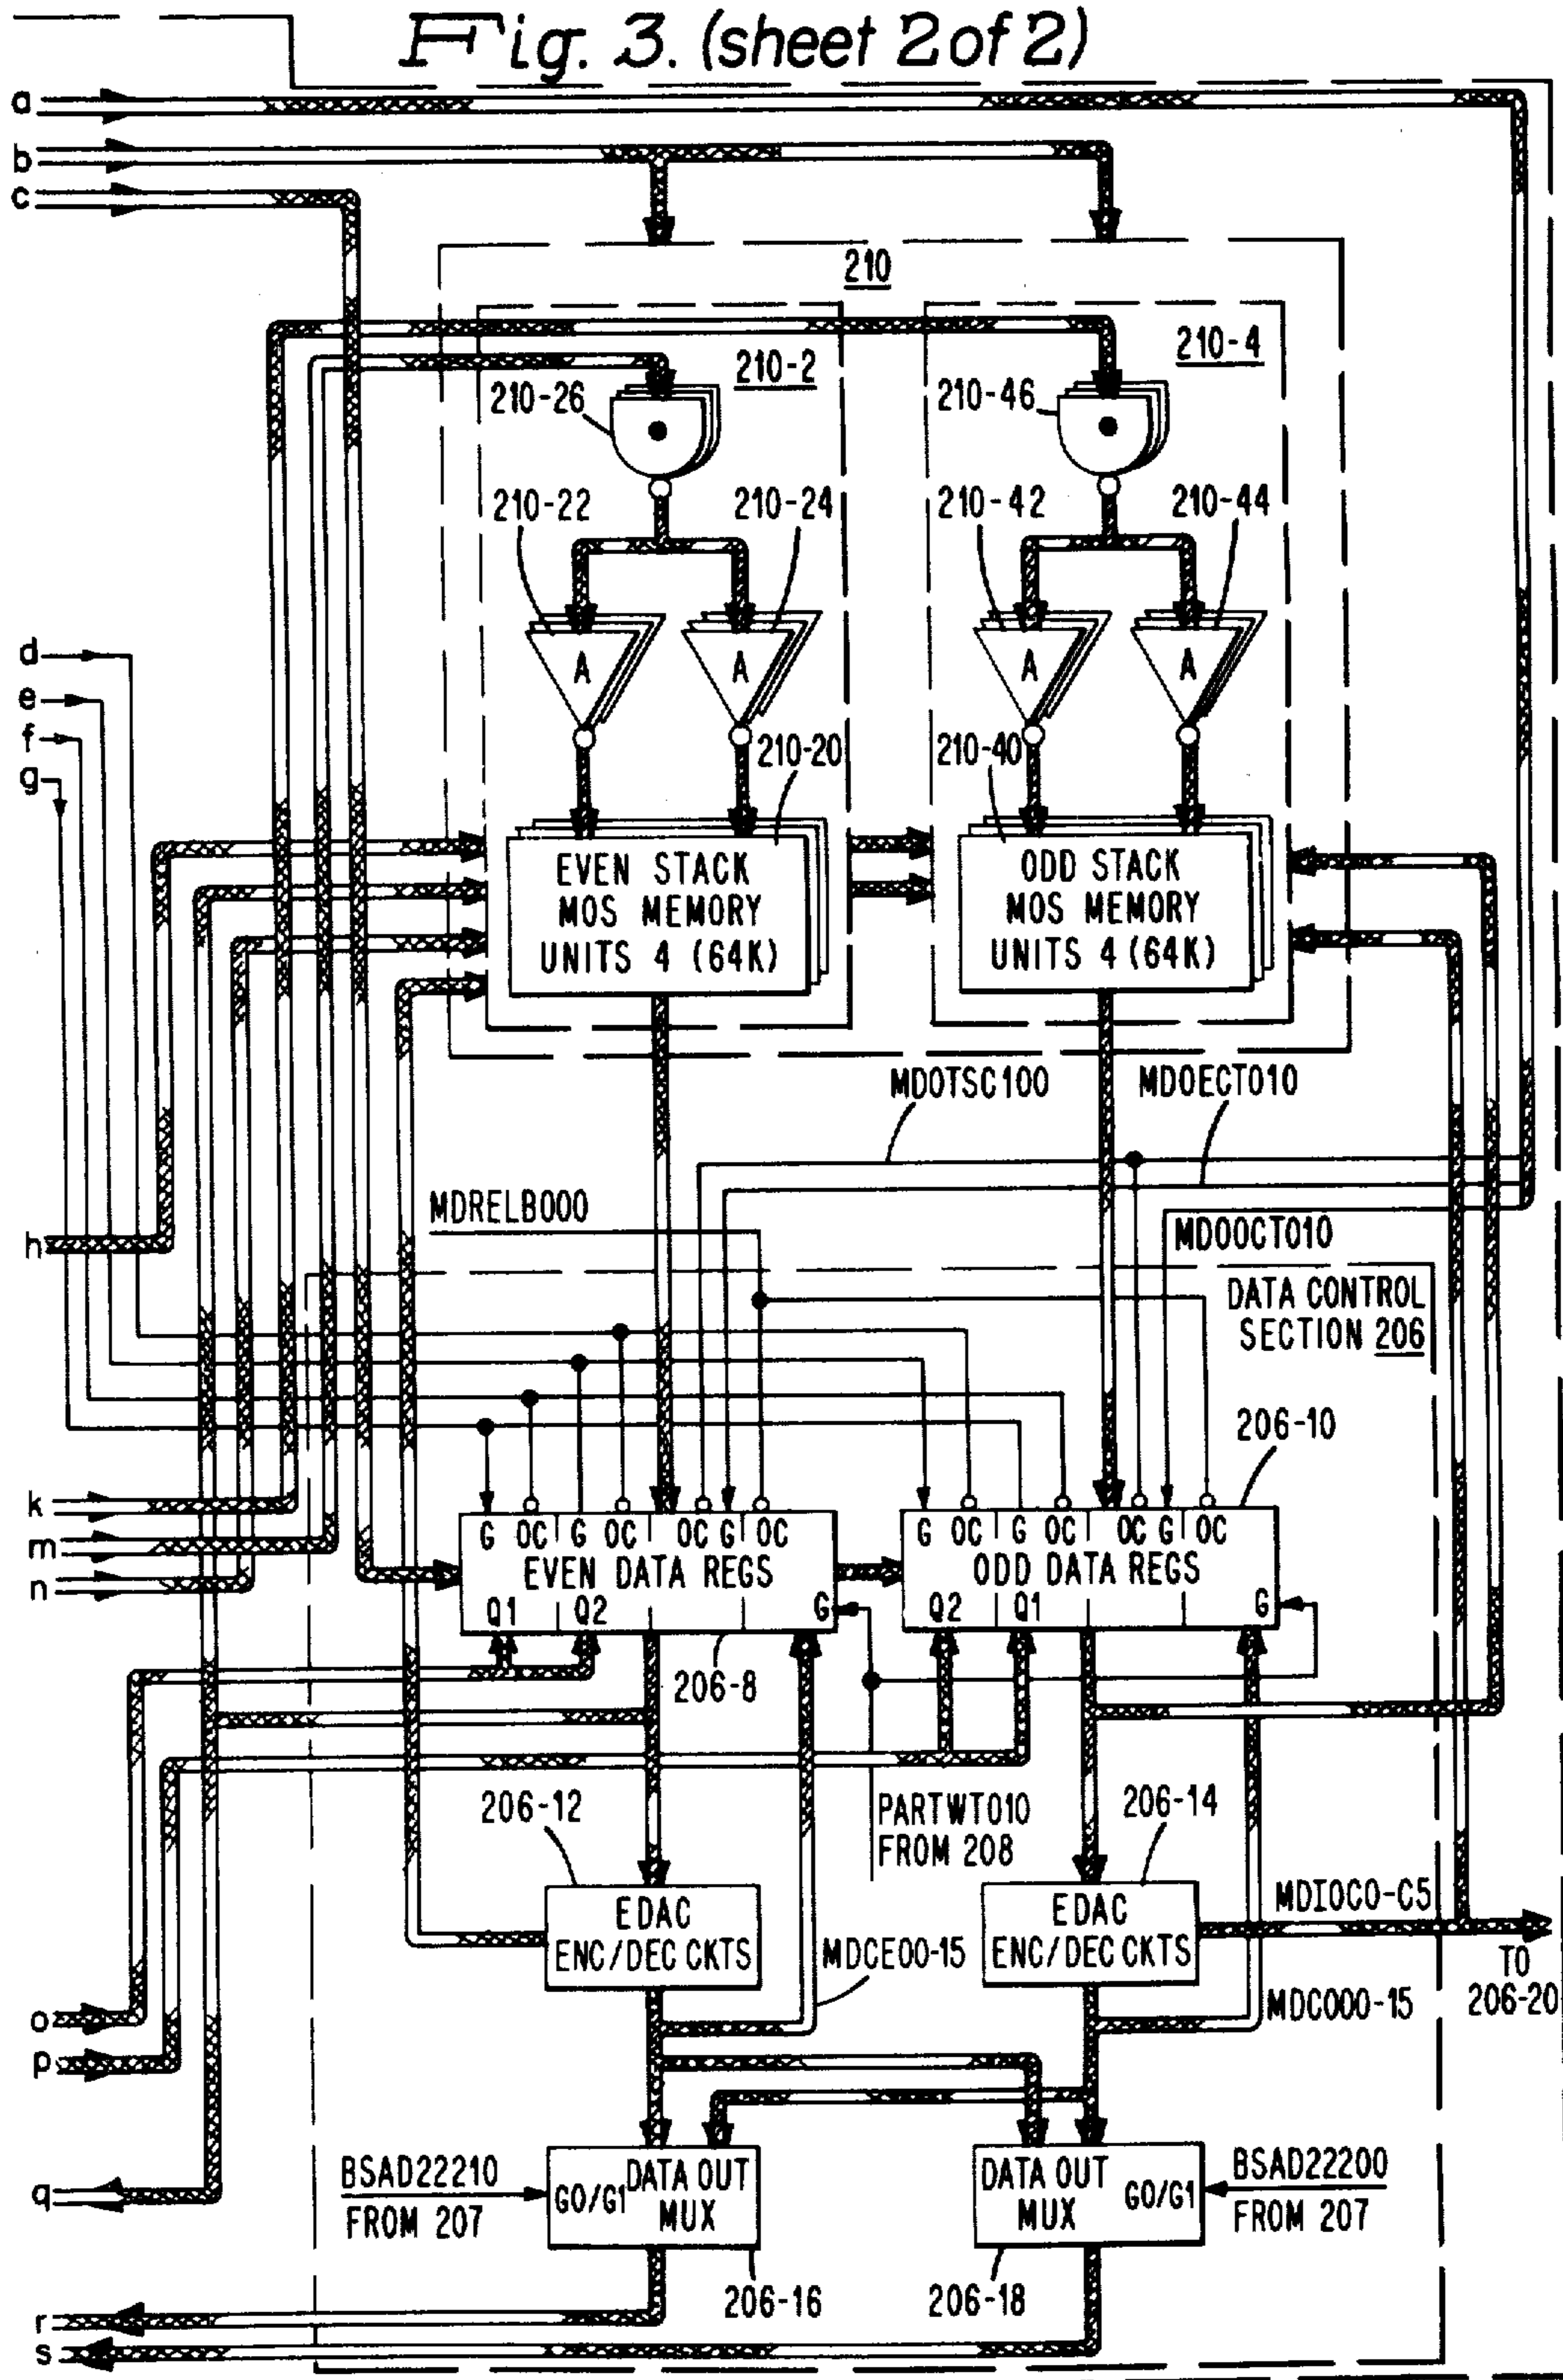 Fig. 3. (sheet 2 of 2)
a
b
c
210
210-2
210-4
210-26
210-46
210-22
210-24
210-42
210-44
d
e
f
g
A
A
A
A
210-20
210-40
EVEN STACK
MOS MEMORY
UNITS 4 (64K)
ODD STACK
MOS MEMORY
UNITS 4 (64K)
MDOTSC100
MDOECT010
MDRELB000
h
MDOOCT010
DATA CONTROL
SECTION 206
206-10
k
m
n
G OC G OC OC G OC
EVEN DATA REGS
Q1 Q2 G
G OC G OC OC G OC
ODD DATA REGS
Q2 Q1 G
206-8
206-12
PARTWT010
FROM 208
206-14
EDAC
ENC/DEC CKTS
EDAC
ENC/DEC CKTS
MDIOC0-C5
MDCE00-15
TO
206-20
MDCO00-15
o
p
q
BSAD22210
FROM 207
G0/G1
DATA OUT
MUX
DATA OUT
MUX
G0/G1
BSAD22200
FROM 207
206-16
206-18
r
s